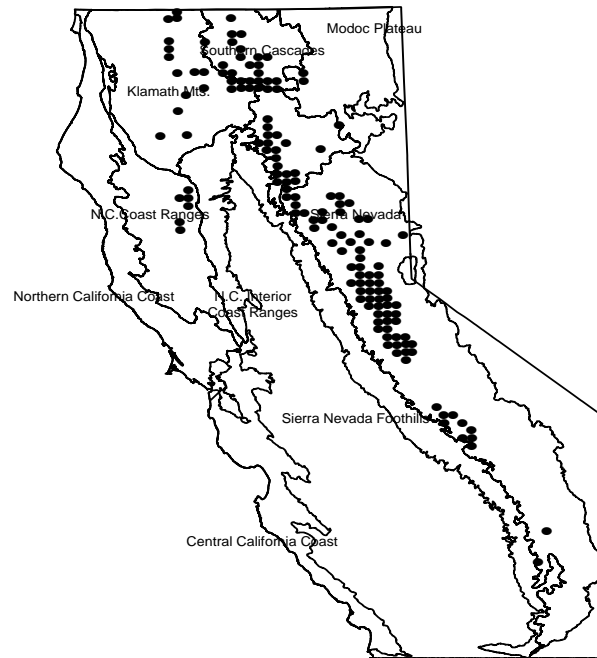 Modoc Plateau
Southern Cascades
Klamath Mts.
N.C.Coast Ranges
Sierra Nevada
Northern California Coast
N.C. Interior
Coast Ranges
Sierra Nevada Foothills
Central California Coast